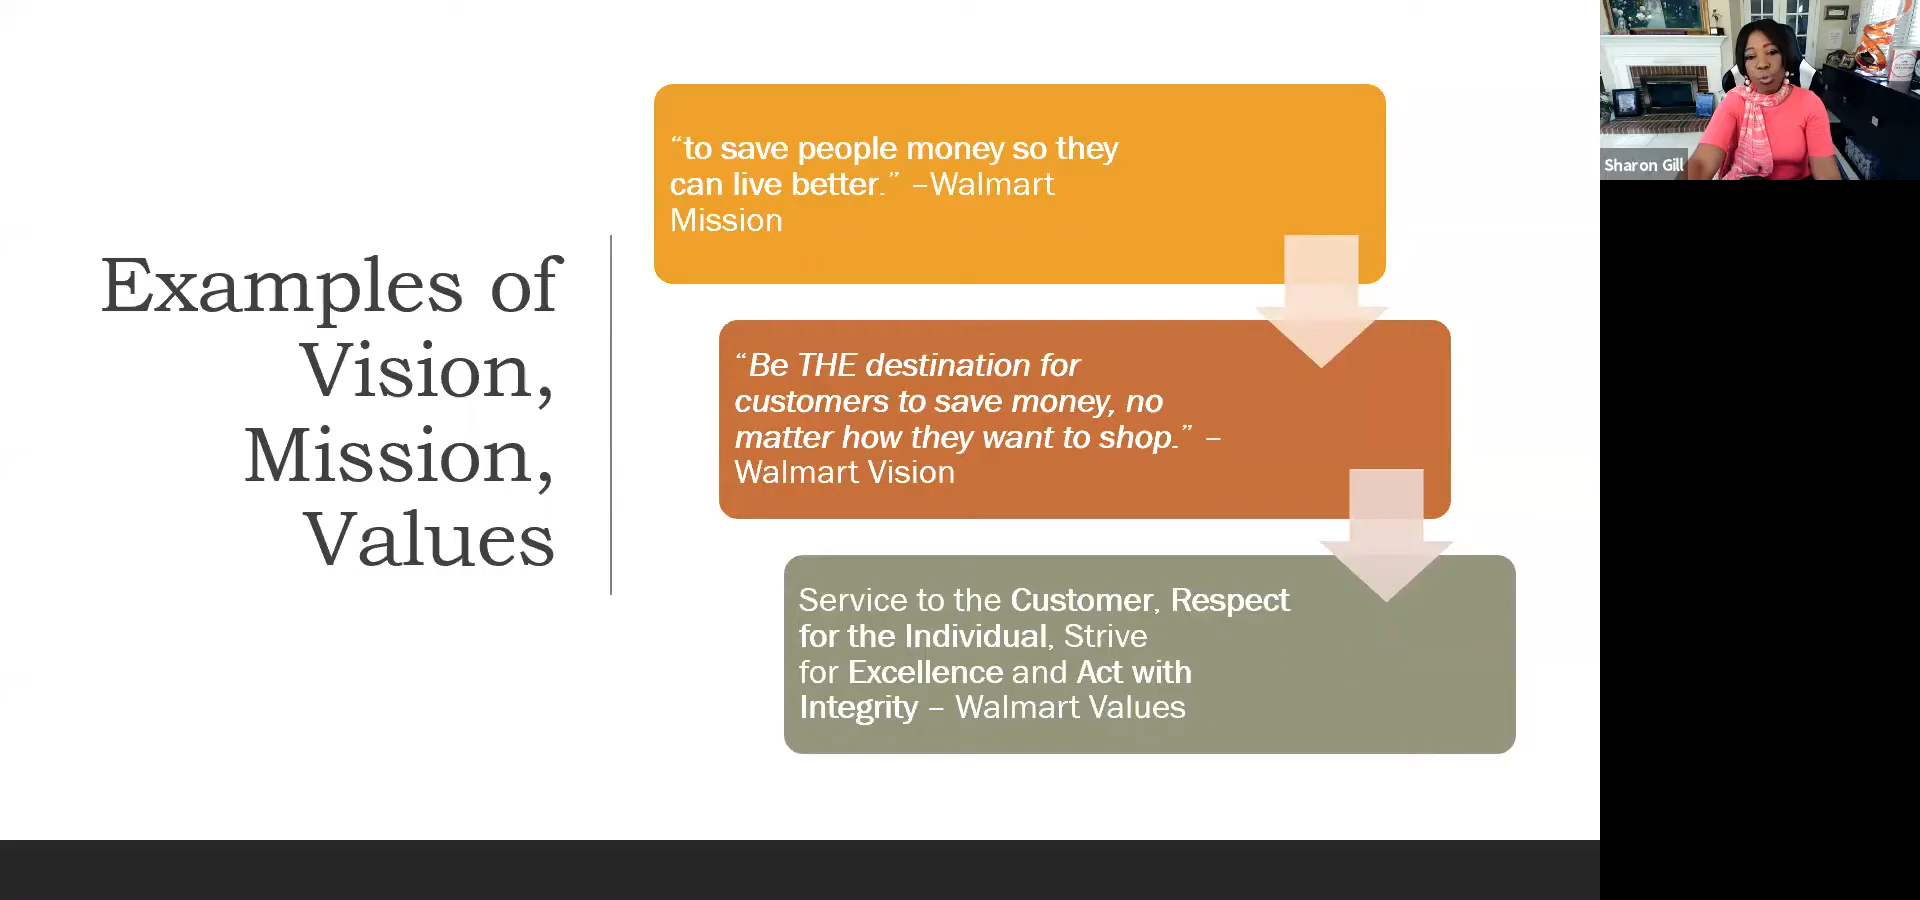 Examples of
Vision,
Mission,
Values
“to save people money so they
can live better.” –Walmart
Mission
“Be THE destination for
customers to save money, no
matter how they want to shop.” –
Walmart Vision
Service to the Customer, Respect
for the Individual, Strive
for Excellence and Act with
Integrity – Walmart Values
Sharon Gill